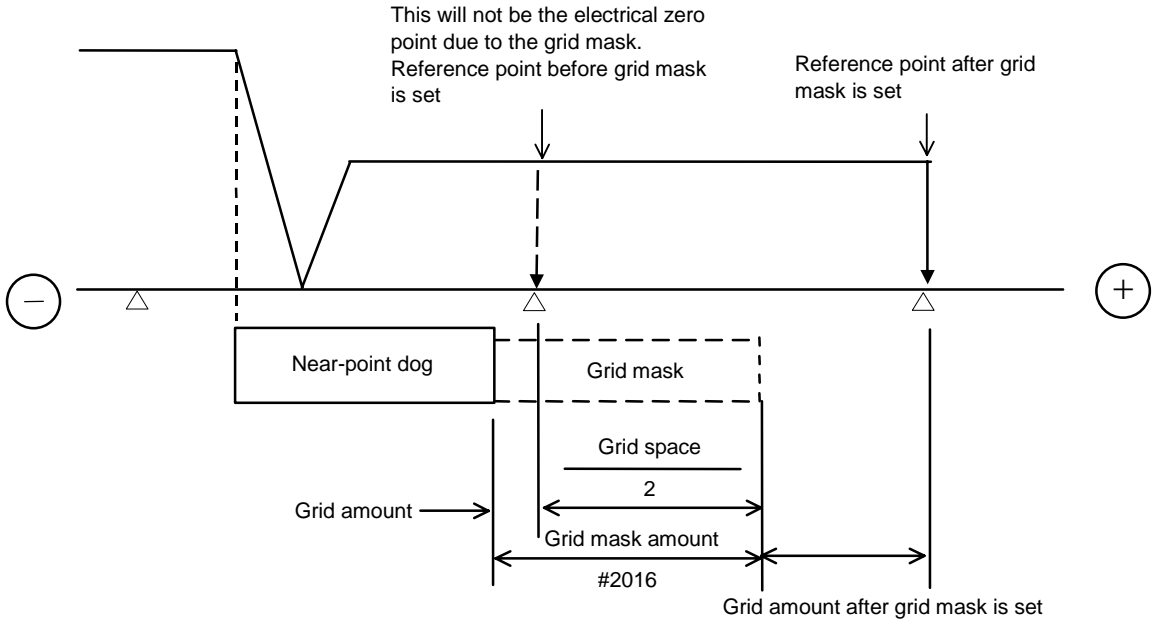 This will not be the electrical zero
point due to the grid mask.
Reference point before grid mask
is set
Reference point after grid
mask is set
−
+
Near-point dog
Grid mask
Grid space
2
Grid amount
Grid mask amount
#2016
Grid amount after grid mask is set